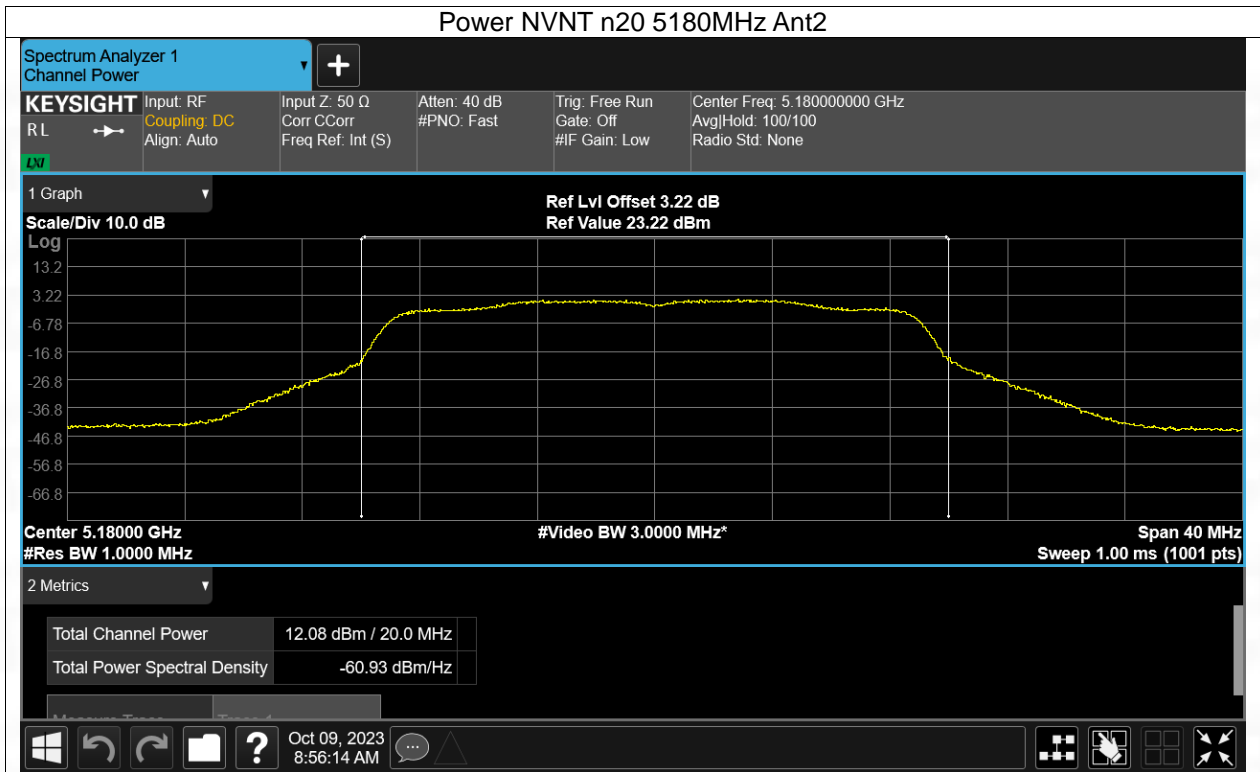 Power NVNT n20 5180MHz Ant2
Spectrum Analyzer 1
Channel Power
KEYSIGHT
R L
LXI
Input: RF
Coupling: DC
Align: Auto
Input Z: 50 Ω
Corr CCorr
Freq Ref: Int (S)
Atten: 40 dB
#PNO: Fast
Trig: Free Run
Gate: Off
#IF Gain: Low
Center Freq: 5.180000000 GHz
Avg|Hold: 100/100
Radio Std: None
1 Graph
Scale/Div 10.0 dB
Ref Lvl Offset 3.22 dB
Ref Value 23.22 dBm
Log
13.2
3.22
-6.78
-16.8
-26.8
-36.8
-46.8
-56.8
-66.8
Center 5.18000 GHz
#Video BW 3.0000 MHz*
Span 40 MHz
#Res BW 1.0000 MHz
Sweep 1.00 ms (1001 pts)
2 Metrics
Total Channel Power 12.08 dBm / 20.0 MHz
Total Power Spectral Density -60.93 dBm/Hz
Oct 09, 2023
8:56:14 AM